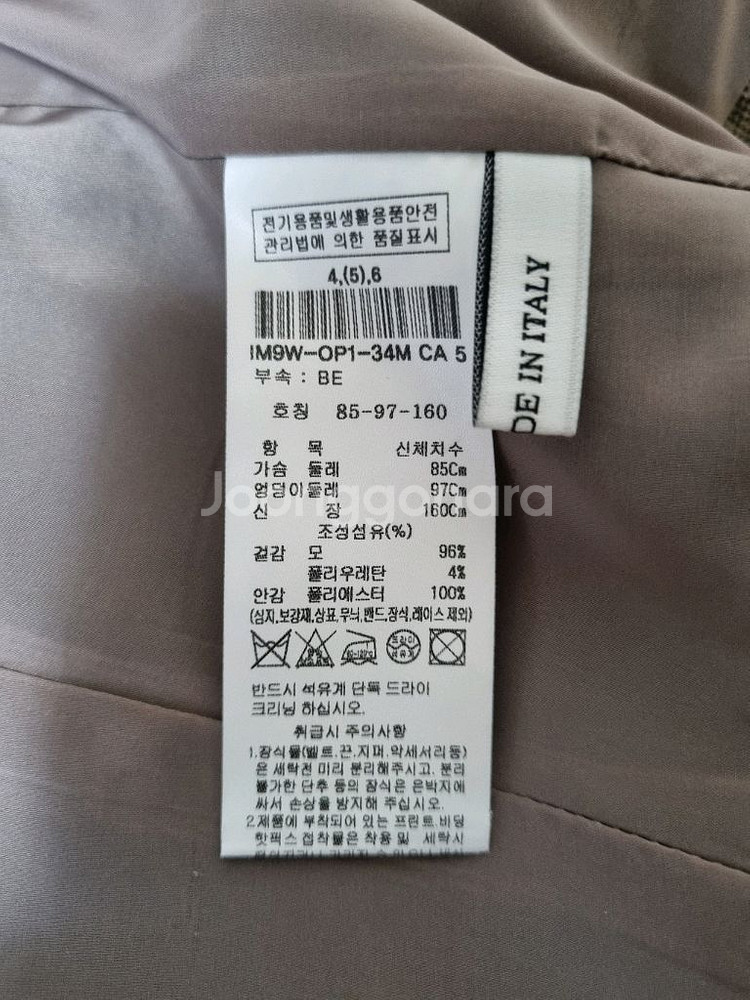 전기용품및생활용품안전
관리법에 의한 품질표시
4,(5),6
IM9W-OP1-34M CA 5
부속 : BE
호칭 85-97-160
항 목 신체치수
가슴 둘레 85Cm
엉덩이둘레 97Cm
신 장 160Cm
조성섬유(%)
겉감 모 96%
폴리우레탄 4%
안감 폴리에스터 100%
(심지,보강재,상표,무늬,밴드,장식,레이스 제외)
80~120℃
드라이
석유계
반드시 석유계 단독 드라이
크리닝 하십시오.
취급시 주의사항
1.장식물(벨트.끈.지퍼.악세서리등)
은 세탁전 미리 분리해주시고. 분리
불가한 단추 등의 장식은 은박지에
싸서 손상을 방지해 주십시오.
2.제품에 부착되어 있는 프린트.비딩
핫픽스 접착물은 착용 및 세탁시
DE IN ITALY
Joonggonara